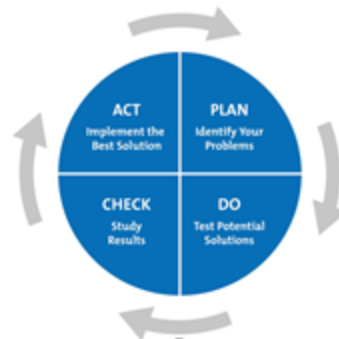 ACT
Implement the
Best Solution
PLAN
Identify Your
Problems
CHECK
Study
Results
DO
Test Potential
Solutions